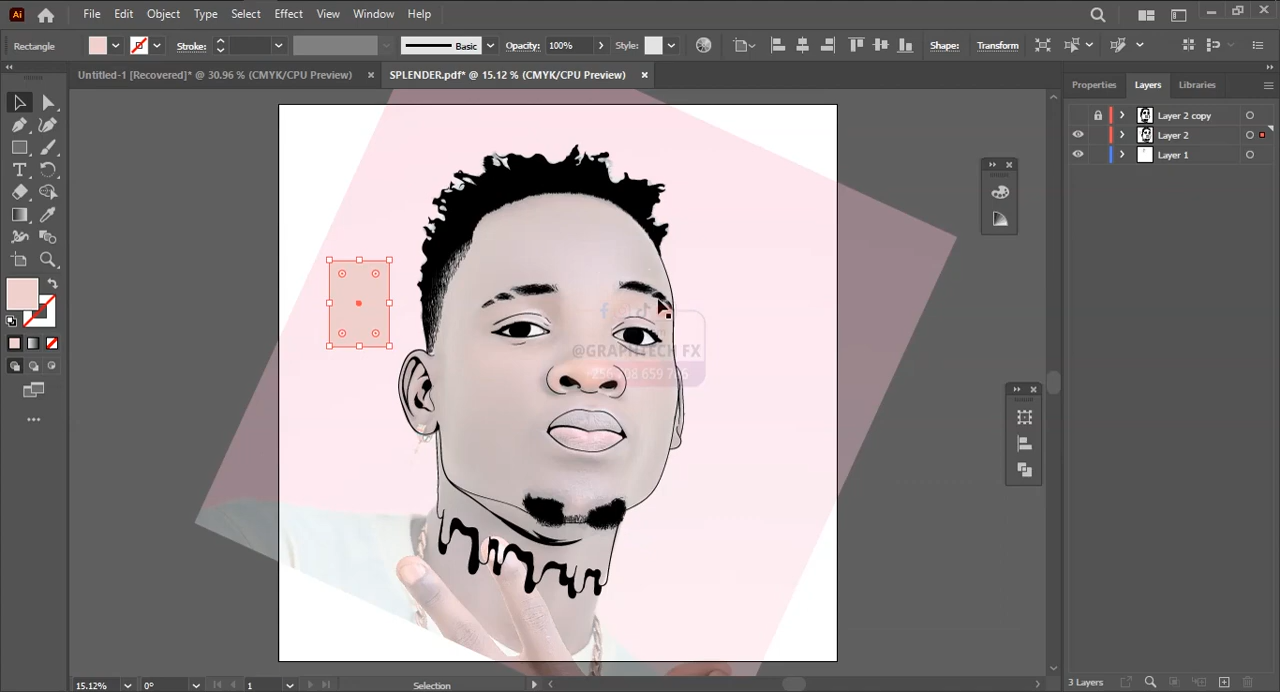 Ai File Edit Object Type Select Effect View Window Help
Rectangle Stroke: Basic Opacity: 100% Style: Shape: Transform
Untitled-1 [Recovered]* @ 30.96 % (CMYK/CPU Preview) × SPLENDER.pdf* @ 15.12 % (CMYK/CPU Preview) ×
Properties Layers Libraries
Layer 2 copy
Layer 2
Layer 1
@GRAPHTECH FX
15.12% 0° 1 Selection
3 Layers